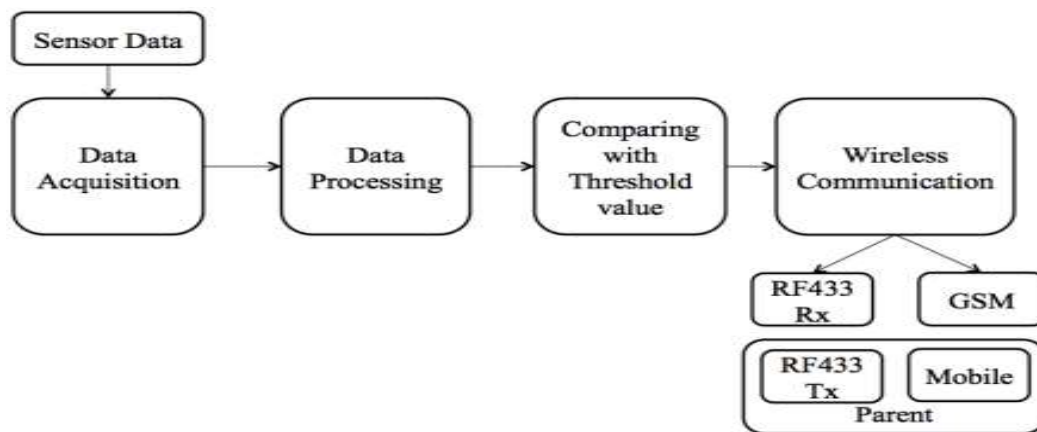 Sensor Data
Data
Acquisition
Data
Processing
Comparing
with
Threshold
value
Wireless
Communication
RF433
Rx
GSM
RF433
Tx
Mobile
Parent